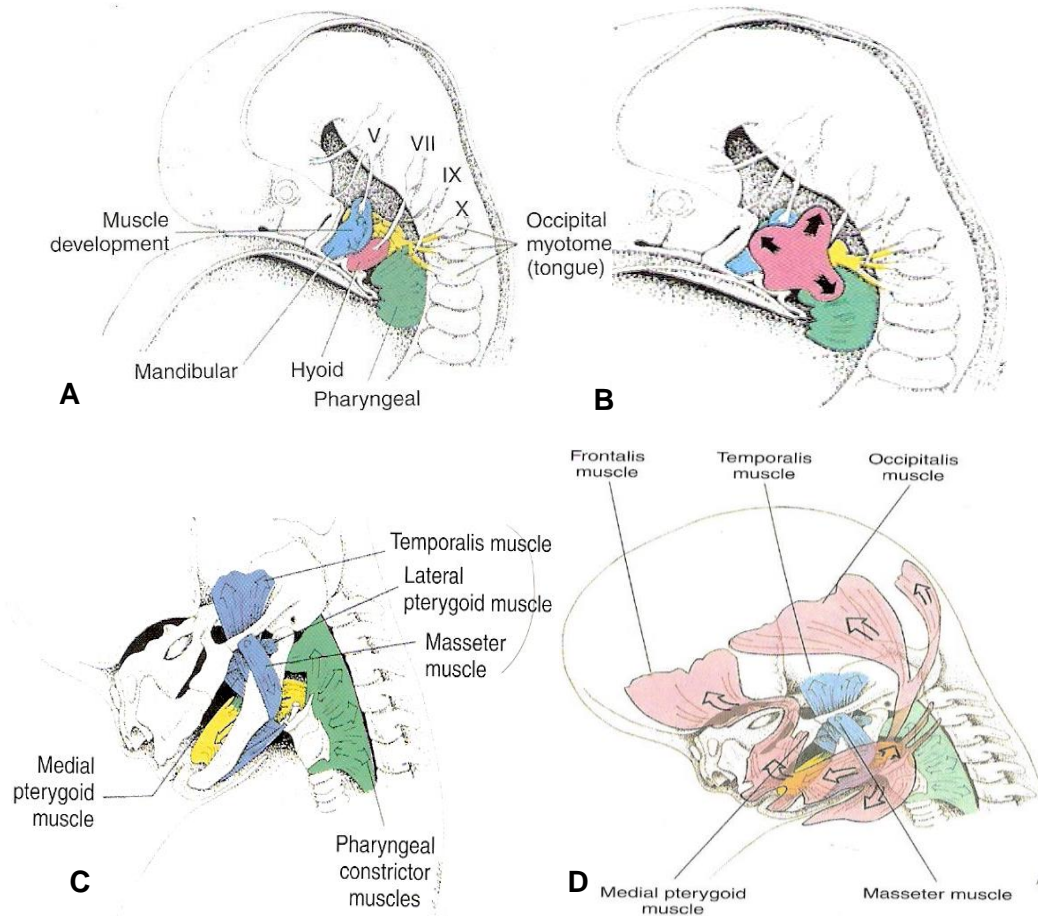 V
VII
IX
X
Muscle
development
Occipital
myotome
(tongue)
Mandibular
Hyoid
Pharyngeal
A
B
Temporalis muscle
Lateral
pterygoid muscle
Masseter
muscle
Medial
pterygoid
muscle
Pharyngeal
constrictor
muscles
C
Frontalis
muscle
Temporalis
muscle
Occipitalis
muscle
Medial pterygoid
muscle
Masseter muscle
D